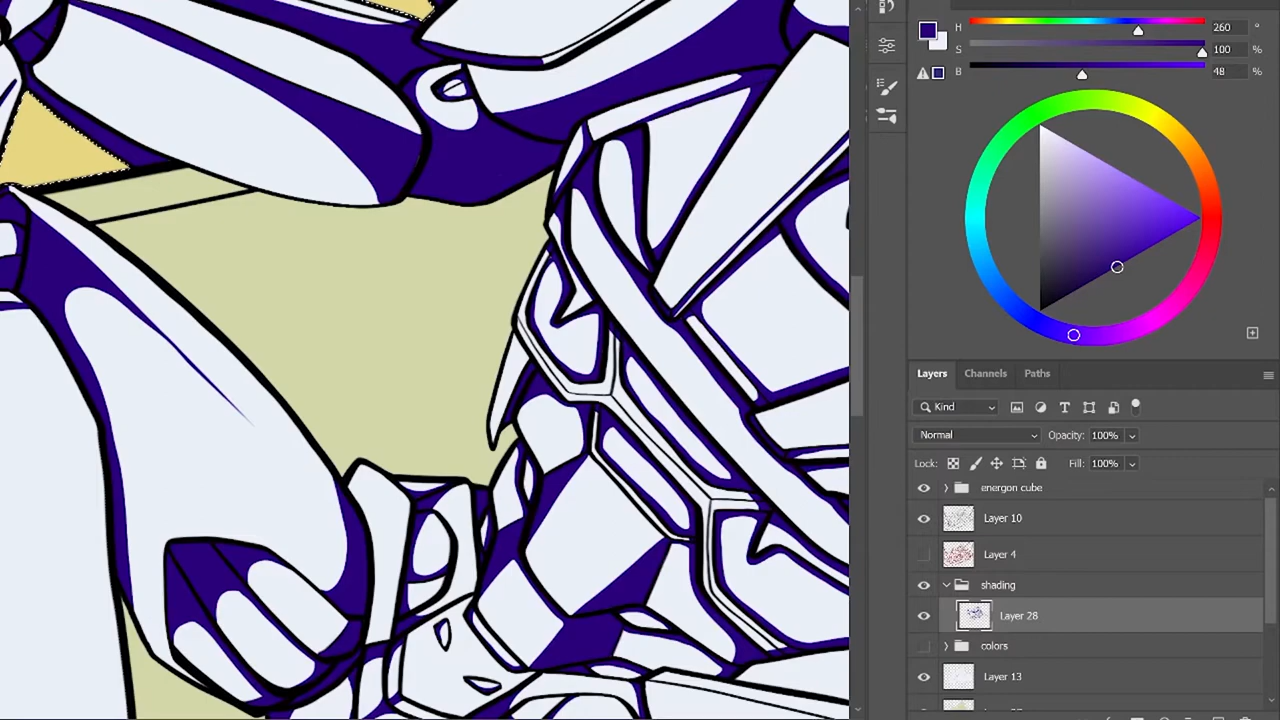 H 260 °
S 100 %
B 48 %
Layers Channels Paths
Kind
Normal Opacity: 100%
Lock: Fill: 100%
energon cube
Layer 10
Layer 4
shading
Layer 28
colors
Layer 13